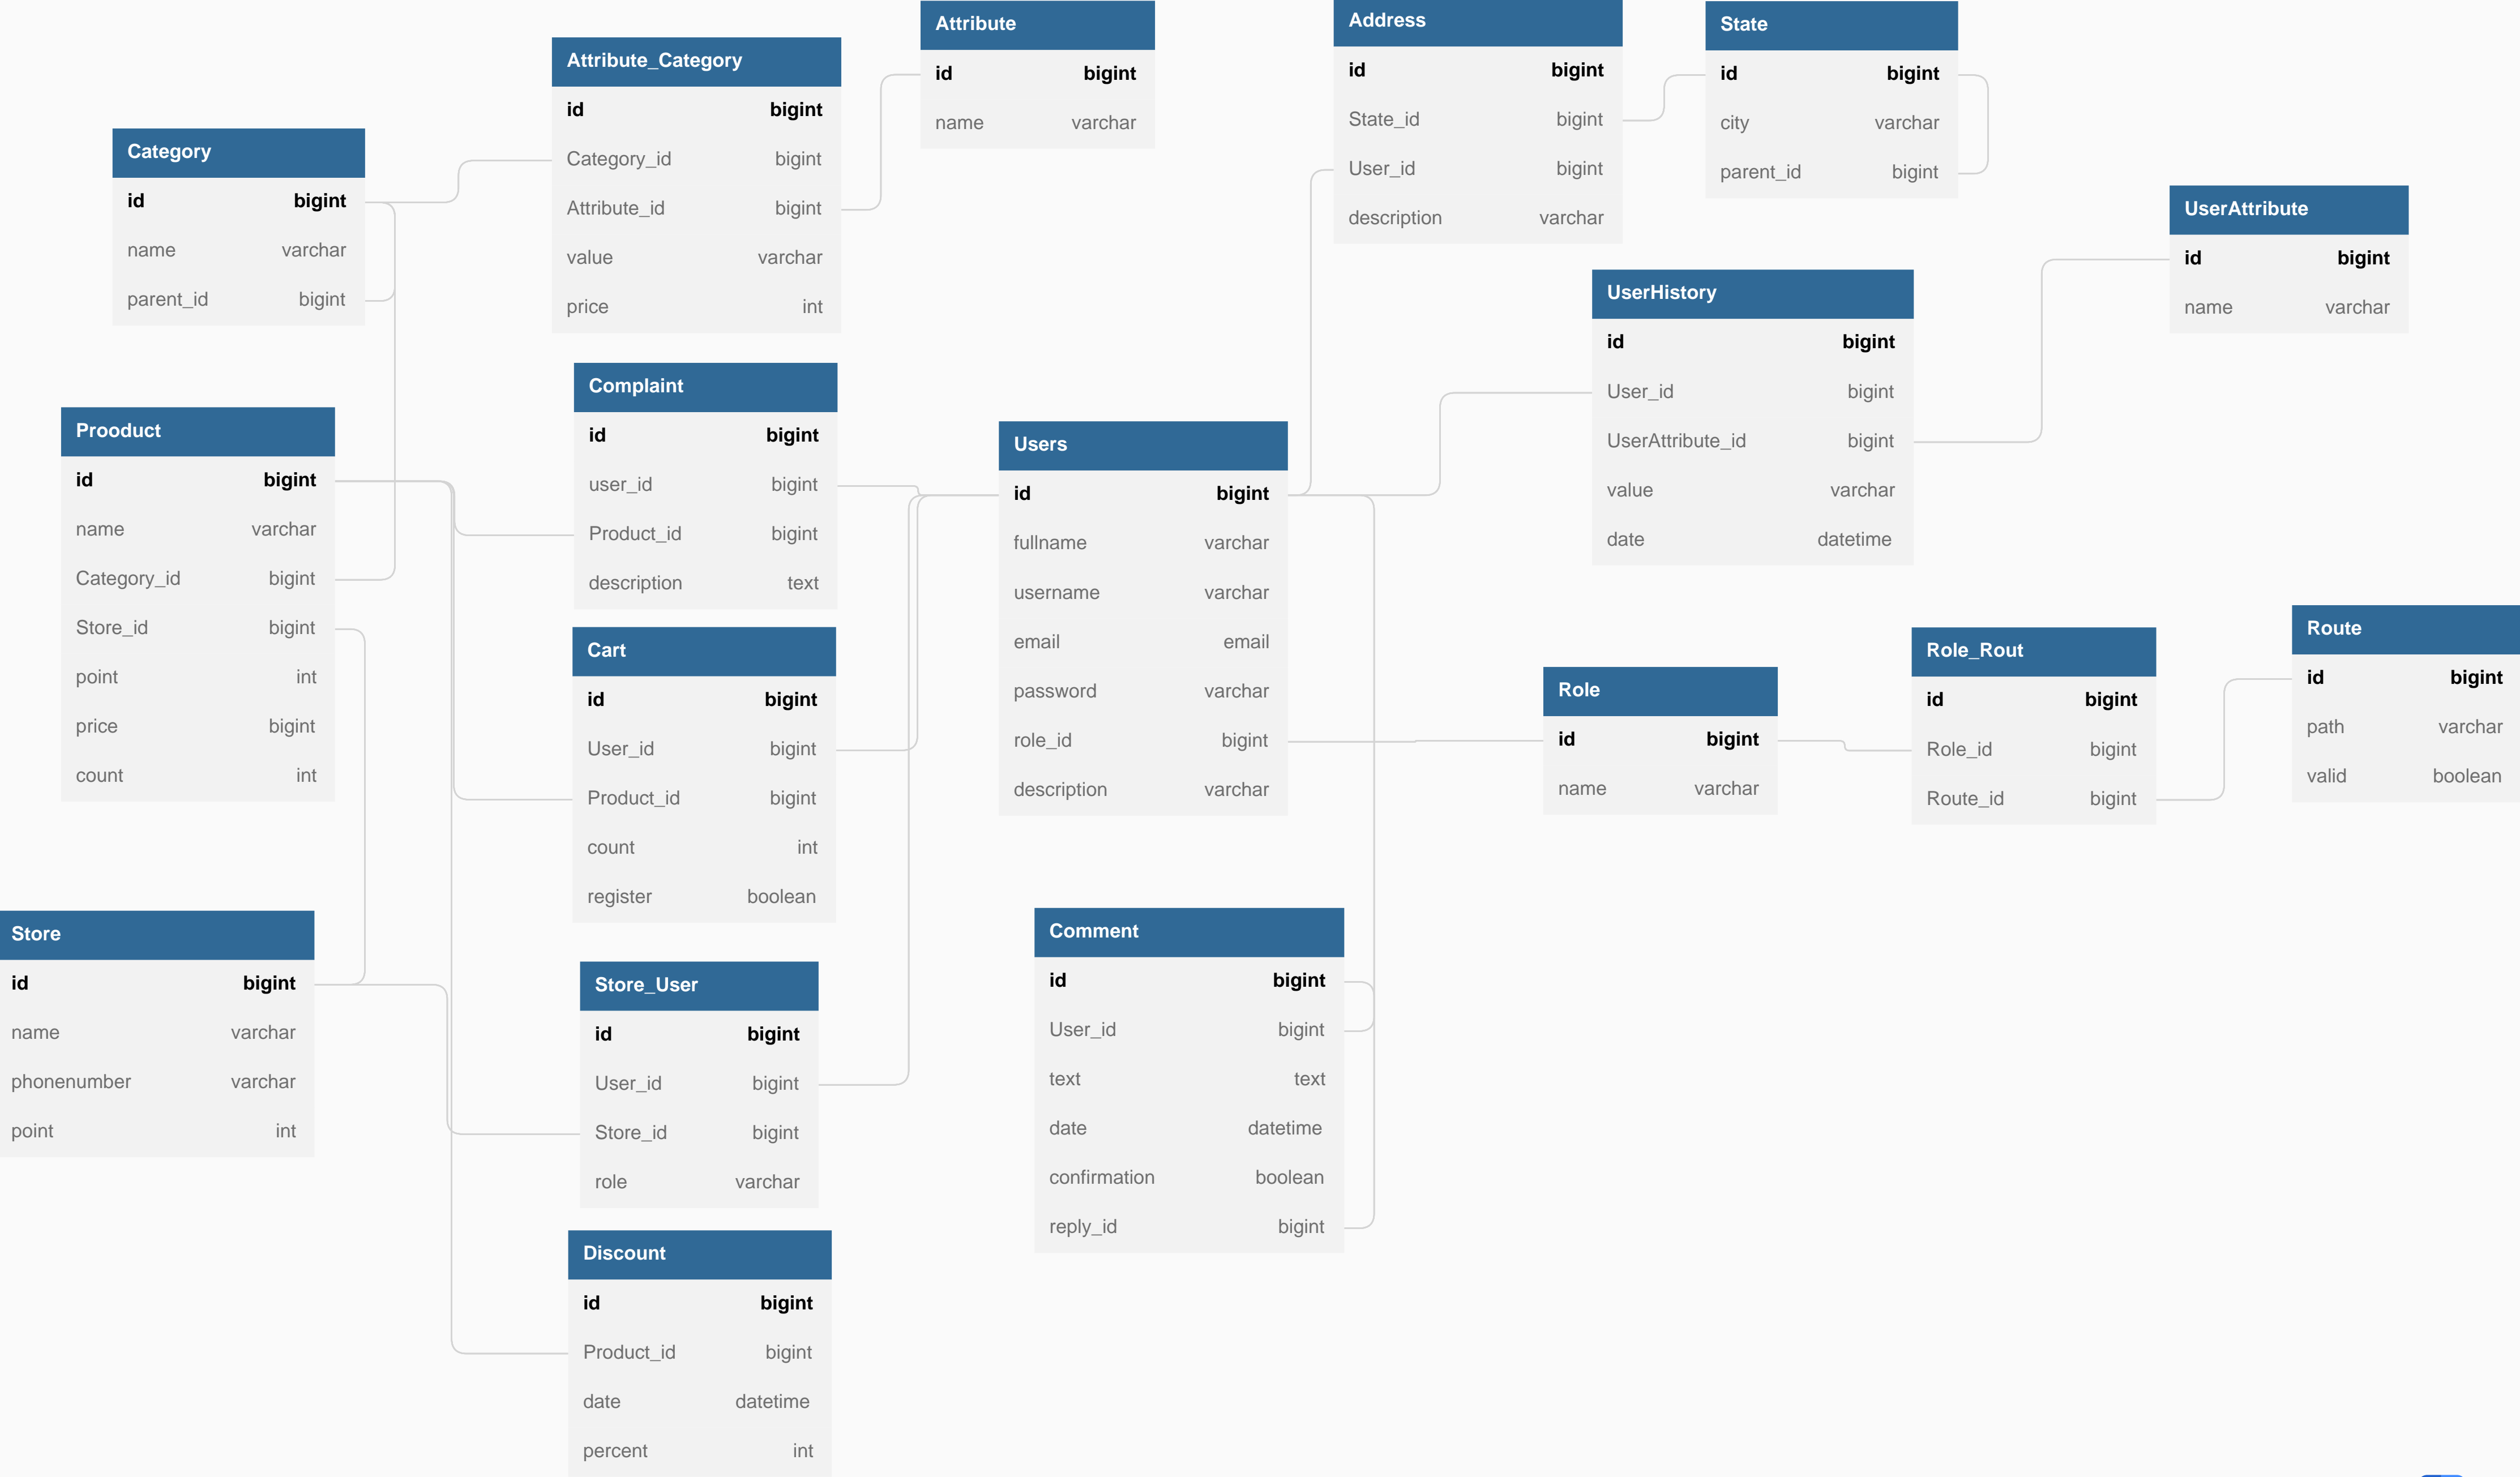 Category
id bigint
name varchar
parent_id bigint
Attribute_Category
id bigint
Category_id bigint
Attribute_id bigint
value varchar
price int
Attribute
id bigint
name varchar
Address
id bigint
State_id bigint
User_id bigint
description varchar
State
id bigint
city varchar
parent_id bigint
UserAttribute
id bigint
name varchar
UserHistory
id bigint
User_id bigint
UserAttribute_id bigint
value varchar
date datetime
Prooduct
id bigint
name varchar
Category_id bigint
Store_id bigint
point int
price bigint
count int
Complaint
id bigint
user_id bigint
Product_id bigint
description text
Users
id bigint
fullname varchar
username varchar
email email
password varchar
role_id bigint
description varchar
Cart
id bigint
User_id bigint
Product_id bigint
count int
register boolean
Role
id bigint
name varchar
Role_Rout
id bigint
Role_id bigint
Route_id bigint
Route
id bigint
path varchar
valid boolean
Store
id bigint
name varchar
phonenumber varchar
point int
Store_User
id bigint
User_id bigint
Store_id bigint
role varchar
Comment
id bigint
User_id bigint
text text
date datetime
confirmation boolean
reply_id bigint
Discount
id bigint
Product_id bigint
date datetime
percent int